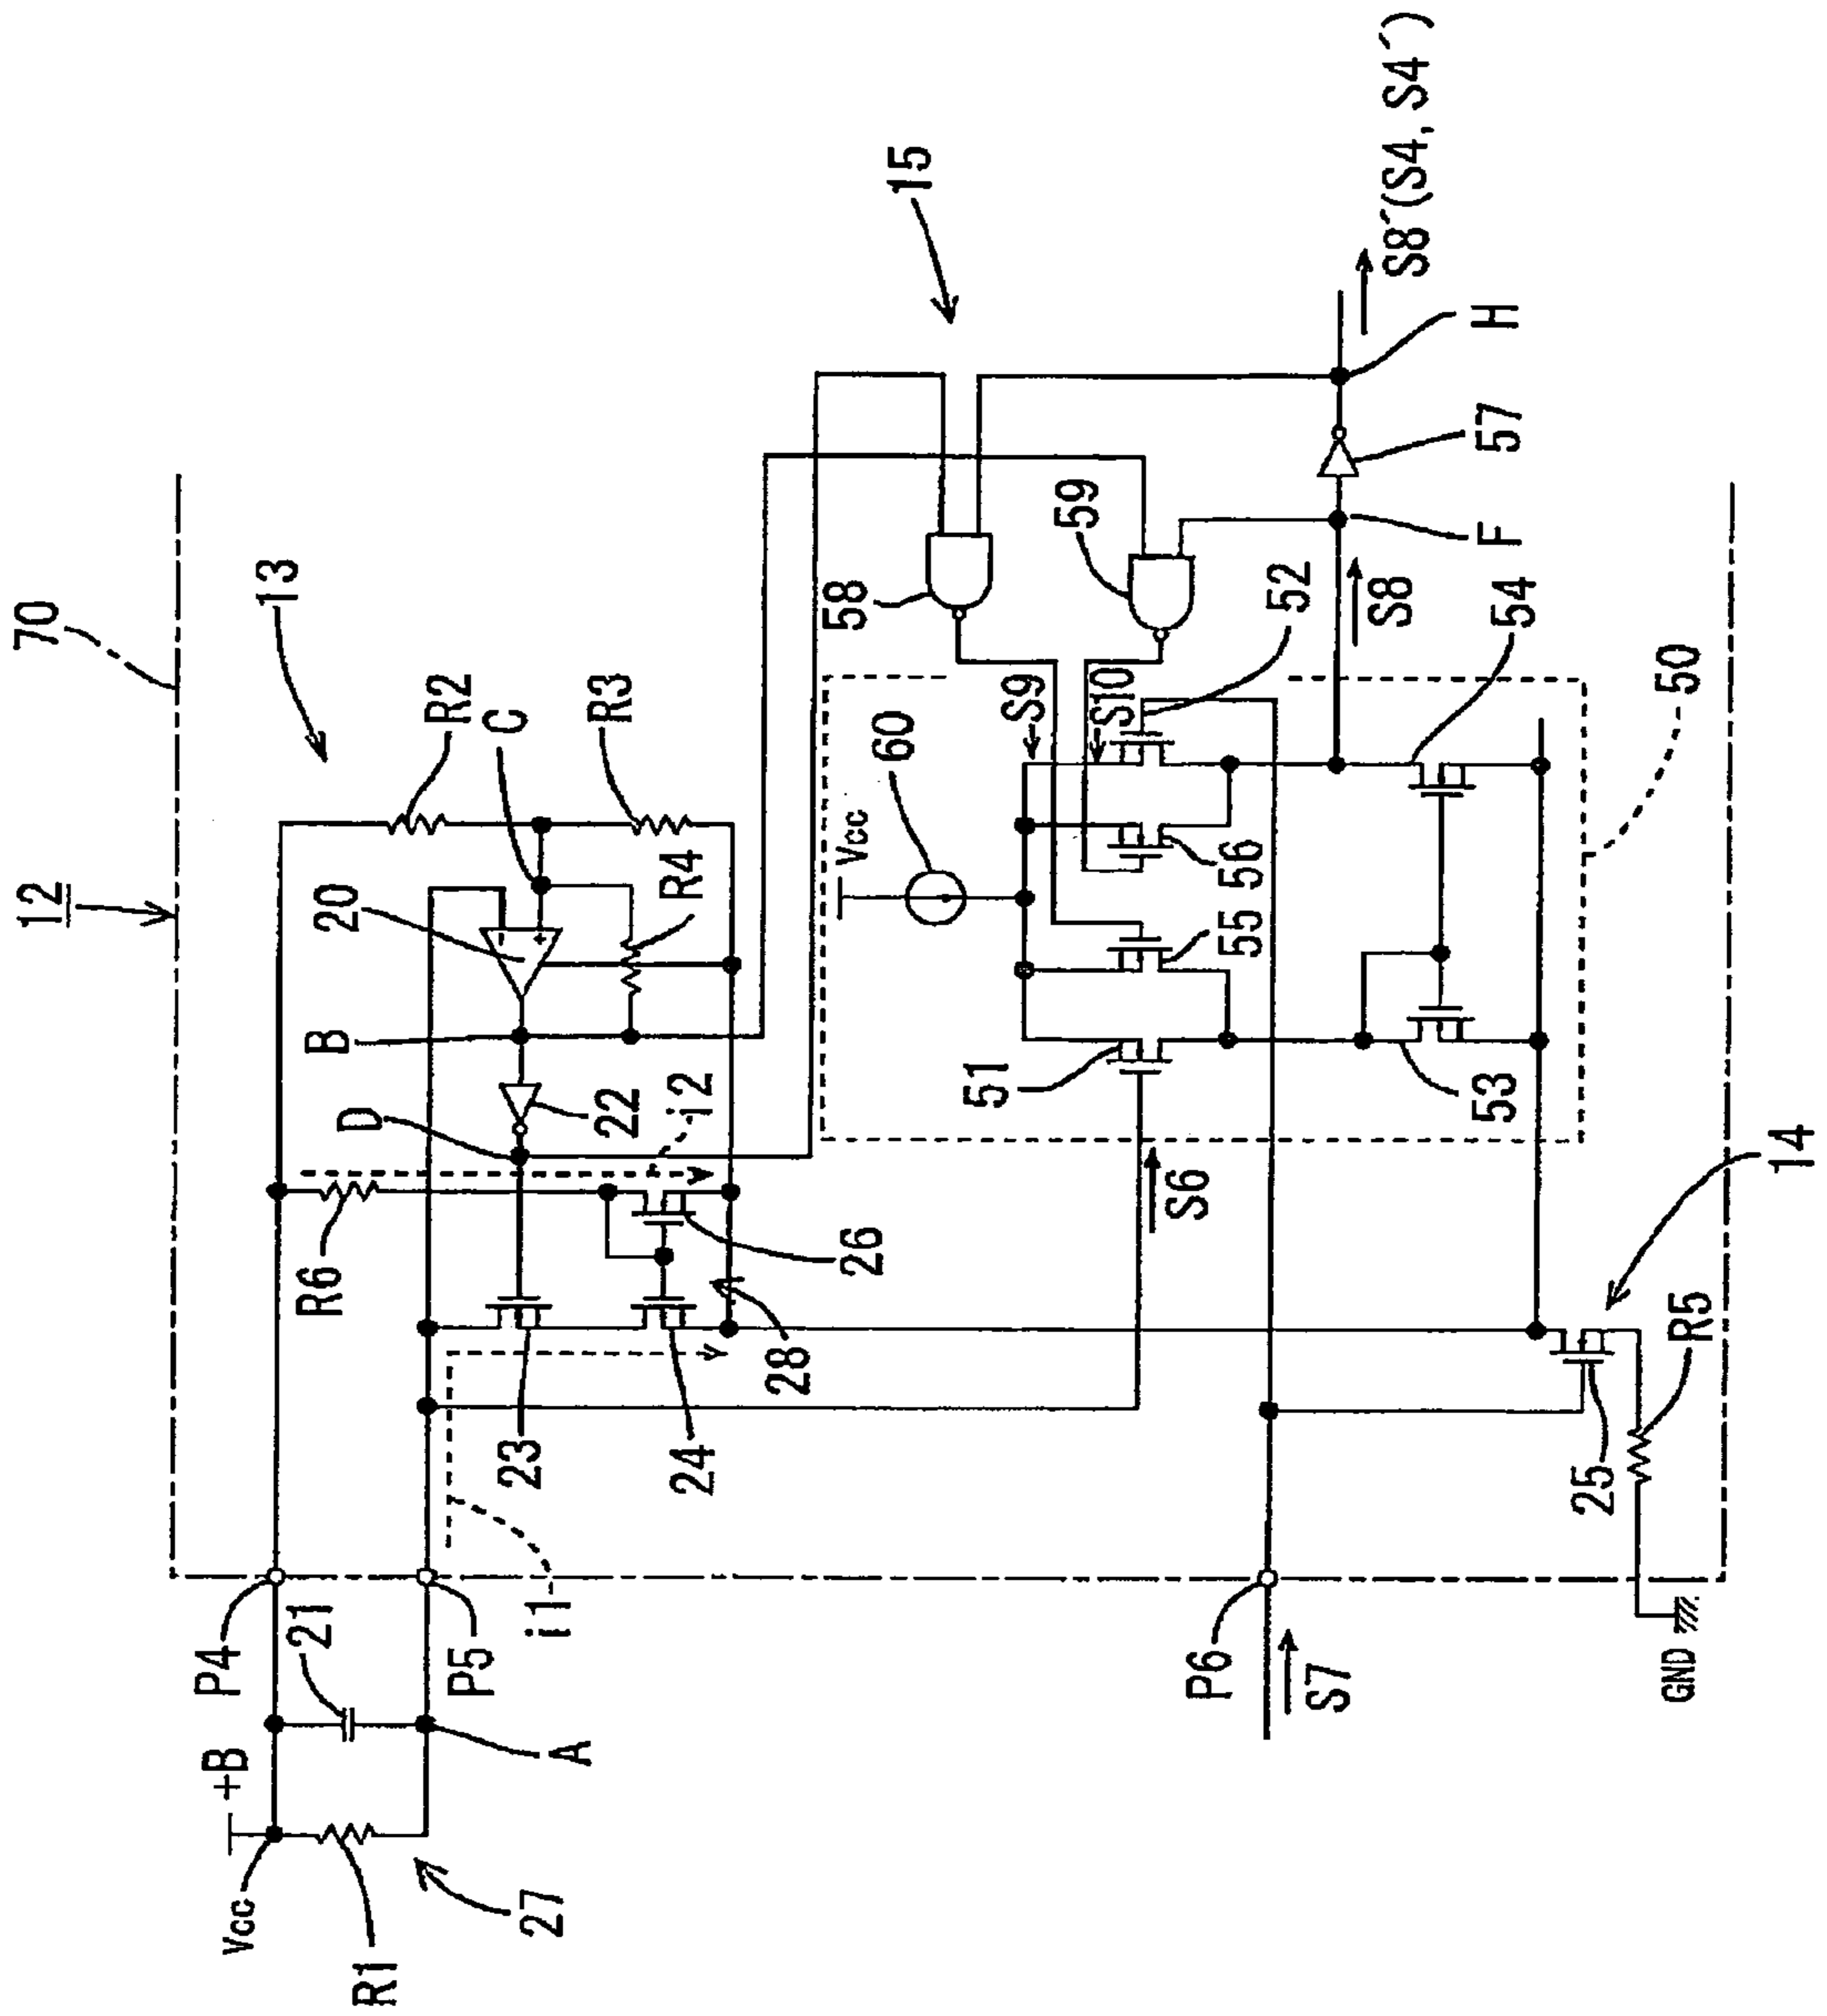 12
70
P4
Vcc
+B
13
21
R6
B
20
D
R1
R2
P5
C
23
27
i1
A
R3
22
R4
i2
24
28
58
Vcc
26
60
15
51
S9
59
S10
S6
P6
55
56
52
S7
S8
S8´(S4, S4´)
53
54
F
57
H
25
GND
R5
50
14